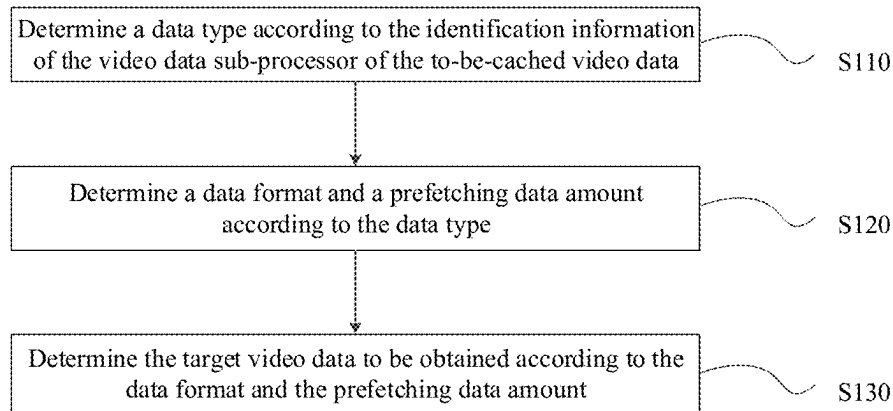 Determine a data type according to the identification information
of the video data sub-processor of the to-be-cached video data
S110
Determine a data format and a prefetching data amount
according to the data type
S120
Determine the target video data to be obtained according to the
data format and the prefetching data amount
S130